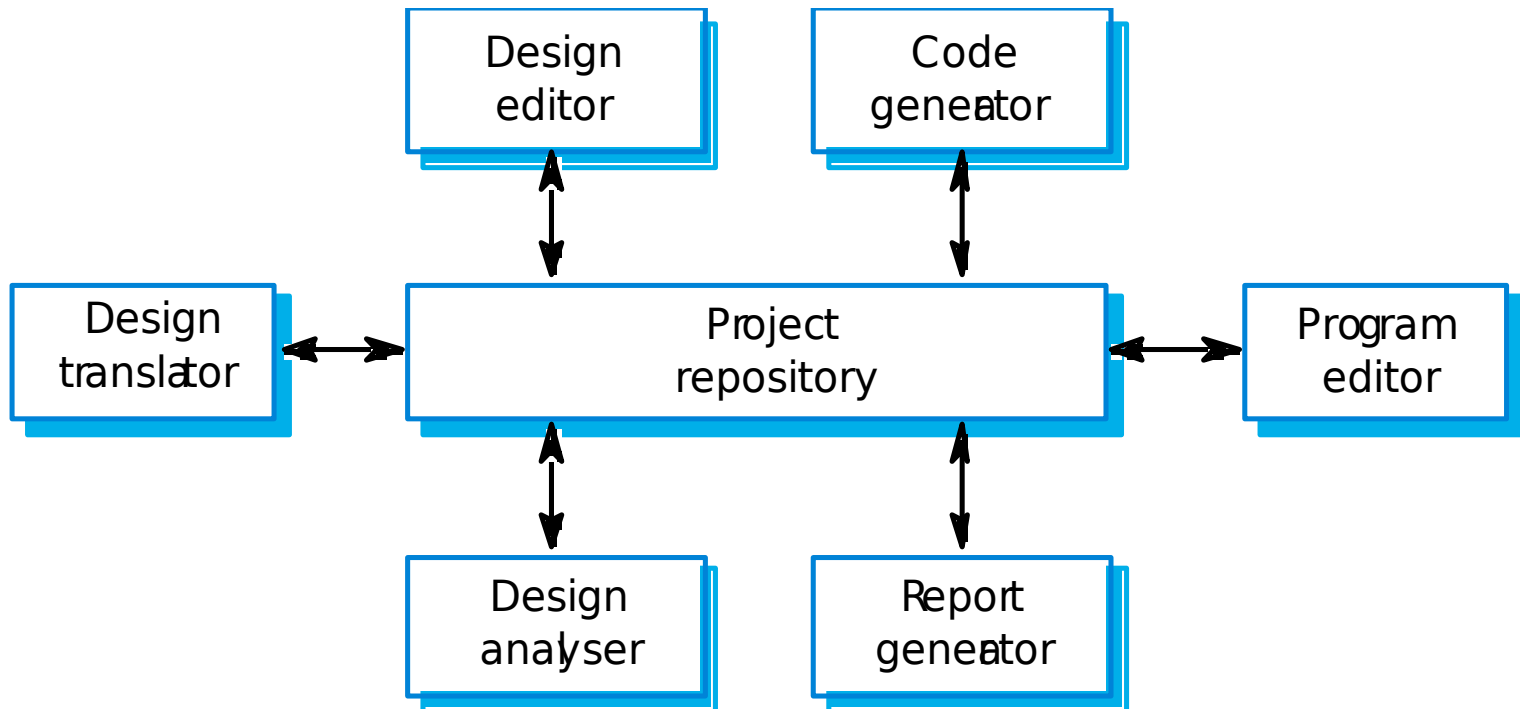 Design
editor
Code
generator
Design
translator
Project
repository
Program
editor
Design
analyser
Report
generator